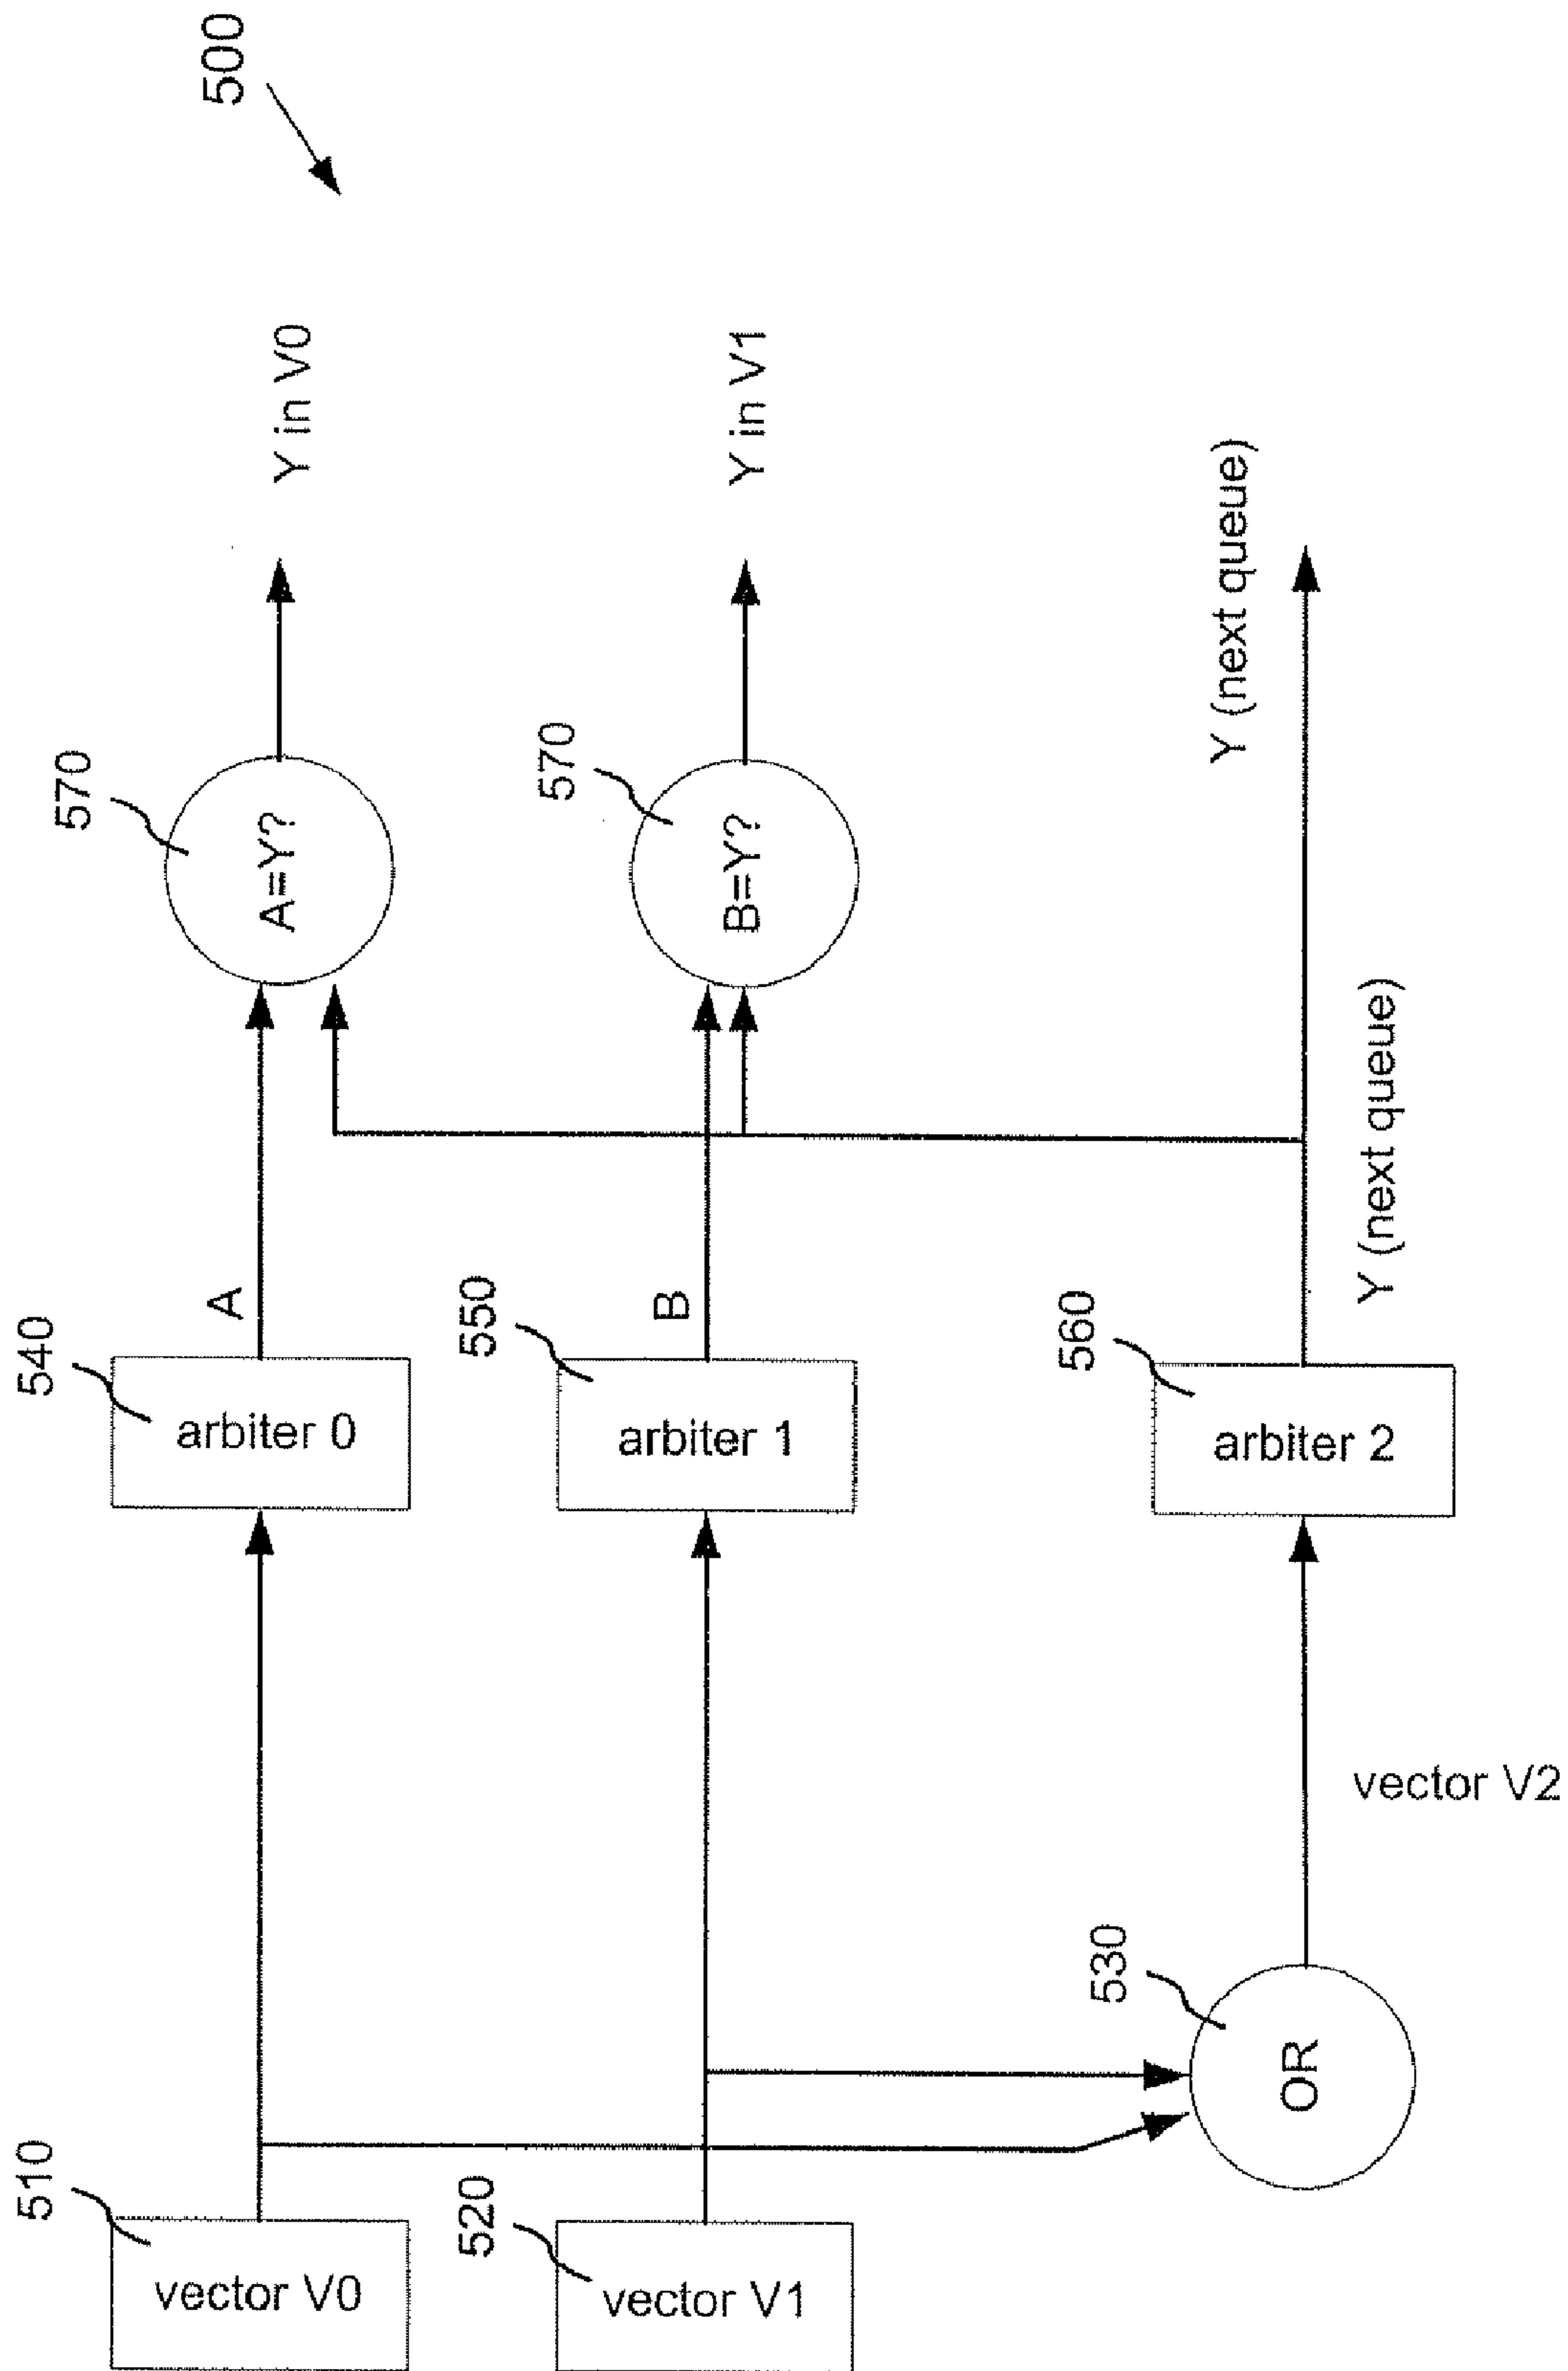 500
570
Y in V0
A=Y?
570
Y in V1
B=Y?
Y (next queue)
540
A
arbiter 0
550
B
arbiter 1
560
Y (next queue)
arbiter 2
vector V2
510
vector V0
520
vector V1
530
OR